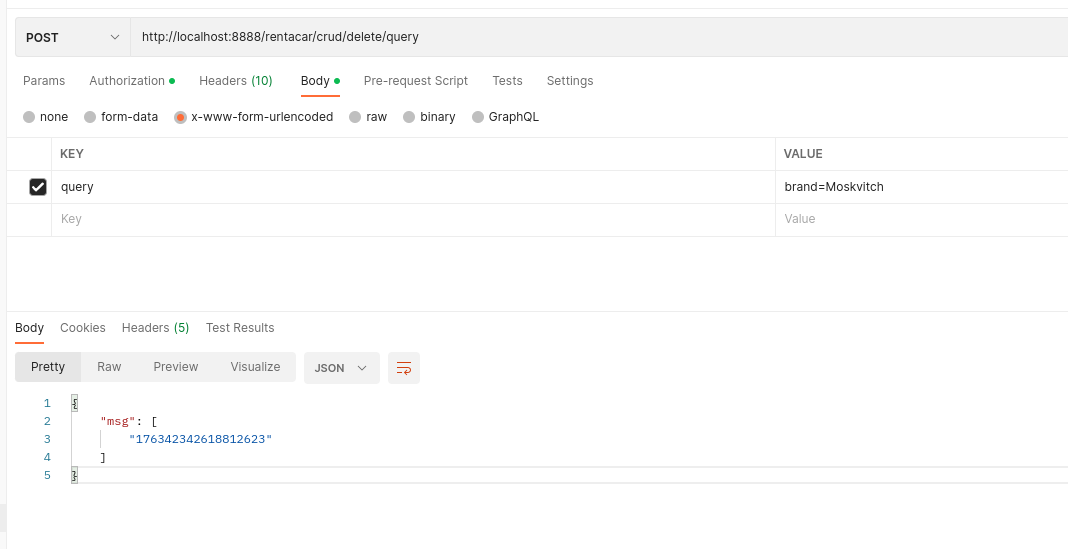 POST http://localhost:8888/rentacar/crud/delete/query
Params Authorization Headers (10) Body Pre-request Script Tests Settings
none form-data x-www-form-urlencoded raw binary GraphQL
KEY VALUE
query brand=Moskvitch
Key Value
Body Cookies Headers (5) Test Results
Pretty Raw Preview Visualize JSON
1 {
2 "msg": [
3 "176342342618812623"
4 ]
5 }